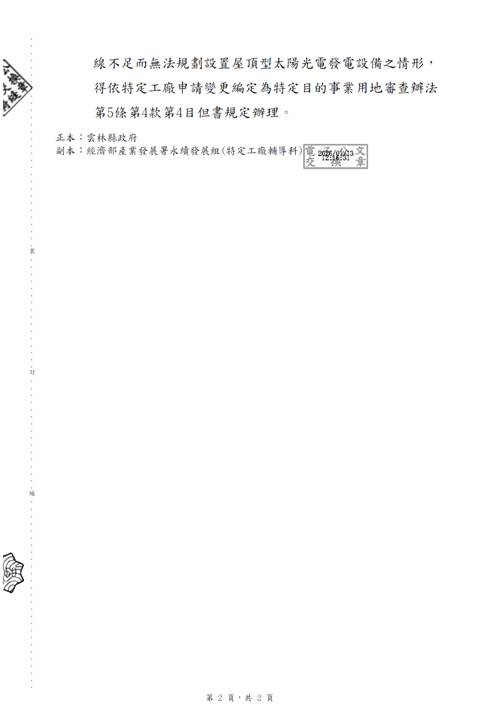 線不足而無法規劃設置屋頂型太陽光電發電設備之情形，
得依特定工廠申請變更編定為特定目的事業用地審查辦法
第5條第4款第4目但書規定辦理。
正本：雲林縣政府
副本：經濟部產業發展署永續發展組(特定工廠輔導科)
電子公文
交換章
裝
訂
線
第 2 頁，共 2 頁